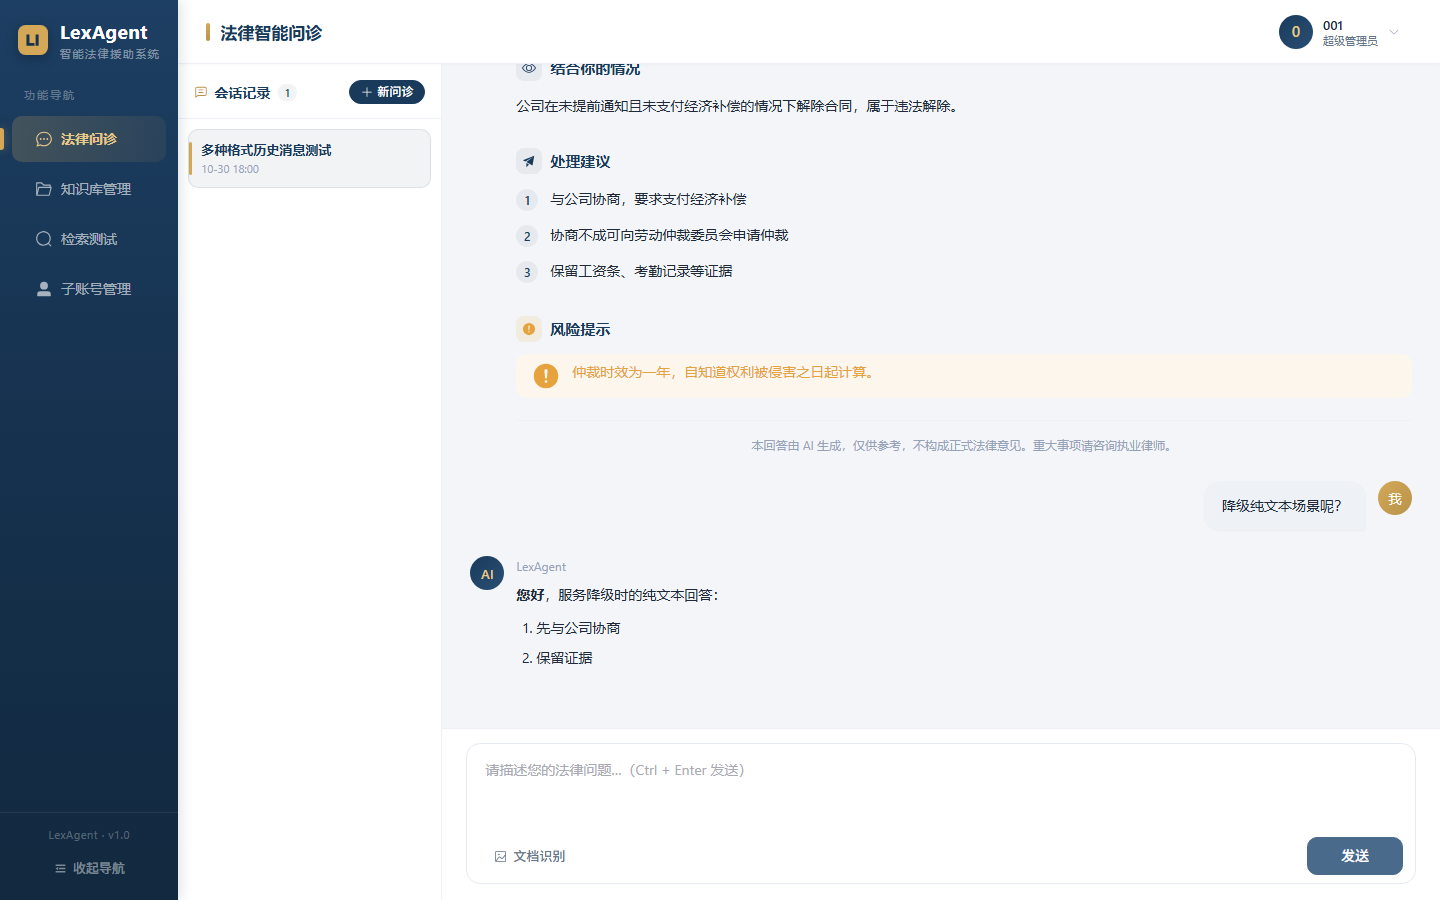 LI
LexAgent
智能法律援助系统
功能导航
法律问诊
知识库管理
检索测试
子账号管理
LexAgent · v1.0
收起导航
法律智能问诊
0
001
超级管理员
会话记录 1
新问诊
多种格式历史消息测试
10-30 18:00
结合你的情况
公司在未提前通知且未支付经济补偿的情况下解除合同，属于违法解除。
处理建议
1 与公司协商，要求支付经济补偿
2 协商不成可向劳动仲裁委员会申请仲裁
3 保留工资条、考勤记录等证据
风险提示
仲裁时效为一年，自知道权利被侵害之日起计算。
本回答由 AI 生成，仅供参考，不构成正式法律意见。重大事项请咨询执业律师。
降级纯文本场景呢？
我
AI
LexAgent
您好，服务降级时的纯文本回答：
1. 先与公司协商
2. 保留证据
请描述您的法律问题...（Ctrl + Enter 发送）
文档识别
发送